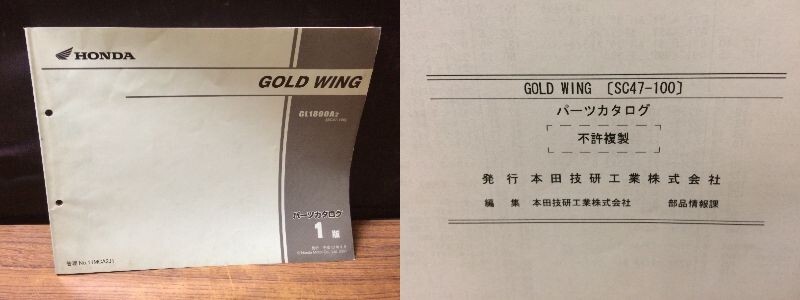 HONDA
GOLD WING
GL1800A2
(SC47-100)
パーツカタログ
1 版
GOLD WING 〔SC47-100〕
パーツカタログ
不許複製
発行 本田技研工業株式会社
編集 本田技研工業株式会社 部品情報課